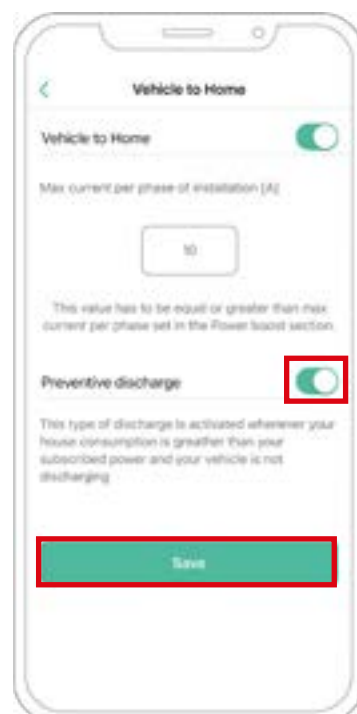 Vehicle to Home
Vehicle to Home
Max current per phase of installation [A]
10
This value has to be equal or greater than max
current per phase set in the Power boost section.
Preventive discharge
This type of discharge is activated whenever your
house consumption is greather than your
subscribed power and your vehicle is not
discharging
Save